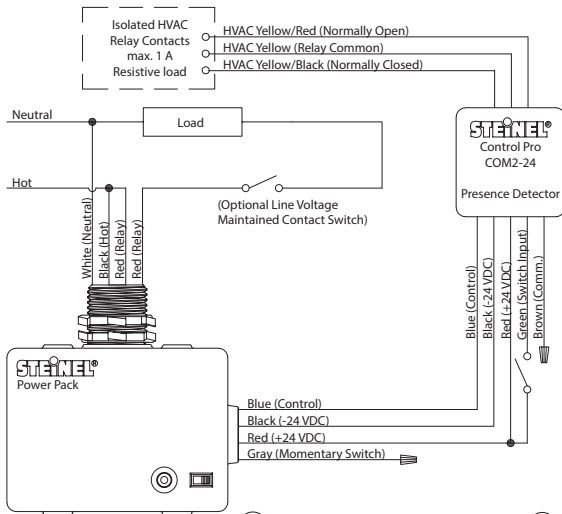 Isolated HVAC
Relay Contacts
max. 1 A
Resistive load
HVAC Yellow/Red (Normally Open)
HVAC Yellow (Relay Common)
HVAC Yellow/Black (Normally Closed)
Neutral
Load
Hot
(Optional Line Voltage
Maintained Contact Switch)
STEINEL®
Control Pro
COM2-24
Presence Detector
White (Neutral)
Black (Hot)
Red (Relay)
Red (Relay)
Blue (Control)
Black (-24 VDC)
Red (+24 VDC)
Green (Switch Input)
Brown (Comm.)
STEINEL®
Power Pack
Blue (Control)
Black (-24 VDC)
Red (+24 VDC)
Gray (Momentary Switch)